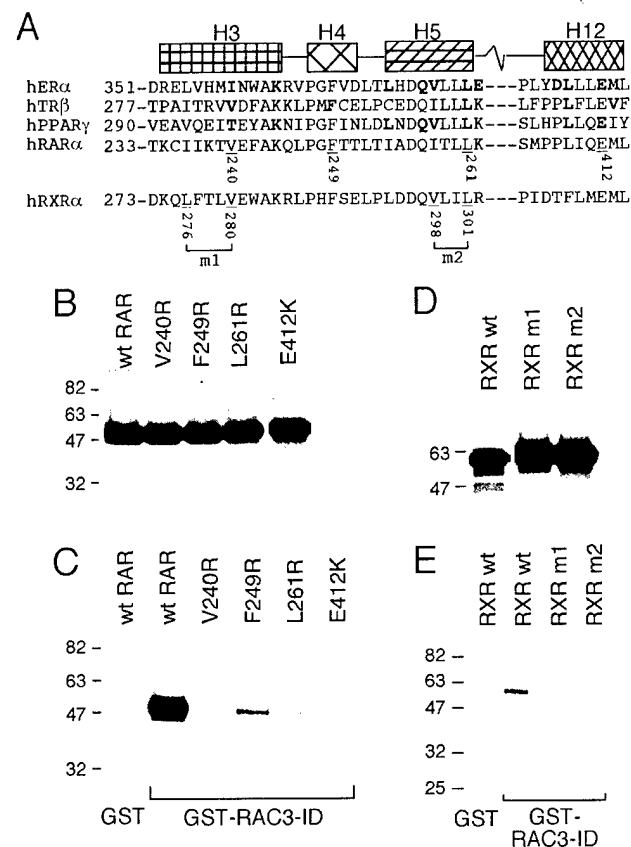 A
H3 H4 H5 H12
hERα 351-DRELVHMINWAKRVPGFVDLTLHDQVLLLLE---PLYDLLLEML
hTRβ 277-TPAITRVVDFAKKLPMFCELPCEDQIILLK---LPPLFLEVF
hPPARγ 290-VEAVQEITEYAKNIPGFINLDLNDQVTLLK---SLHPLLQEIY
hRARα 233-TKCIIKTVEFAKQLPGFTTLTIADQITLLK---SMPPLIQEML
240 249 261 412
hRXRα 273-DKQLFTLVEWAKRLPHFSELPLDDQVLILR---PIDTFLMEML
276 280 298 301
m1 m2
B
wt RAR V240R F249R L261R E412K
82
63
47
32
D
RXR wt RXR m1 RXR m2
63
47
C
wt RAR wt RAR V240R F249R L261R E412K
82
63
47
32
GST GST-RAC3-ID
E
RXR wt RXR wt RXR m1 RXR m2
82
63
47
32
25
GST GST-
RAC3-ID